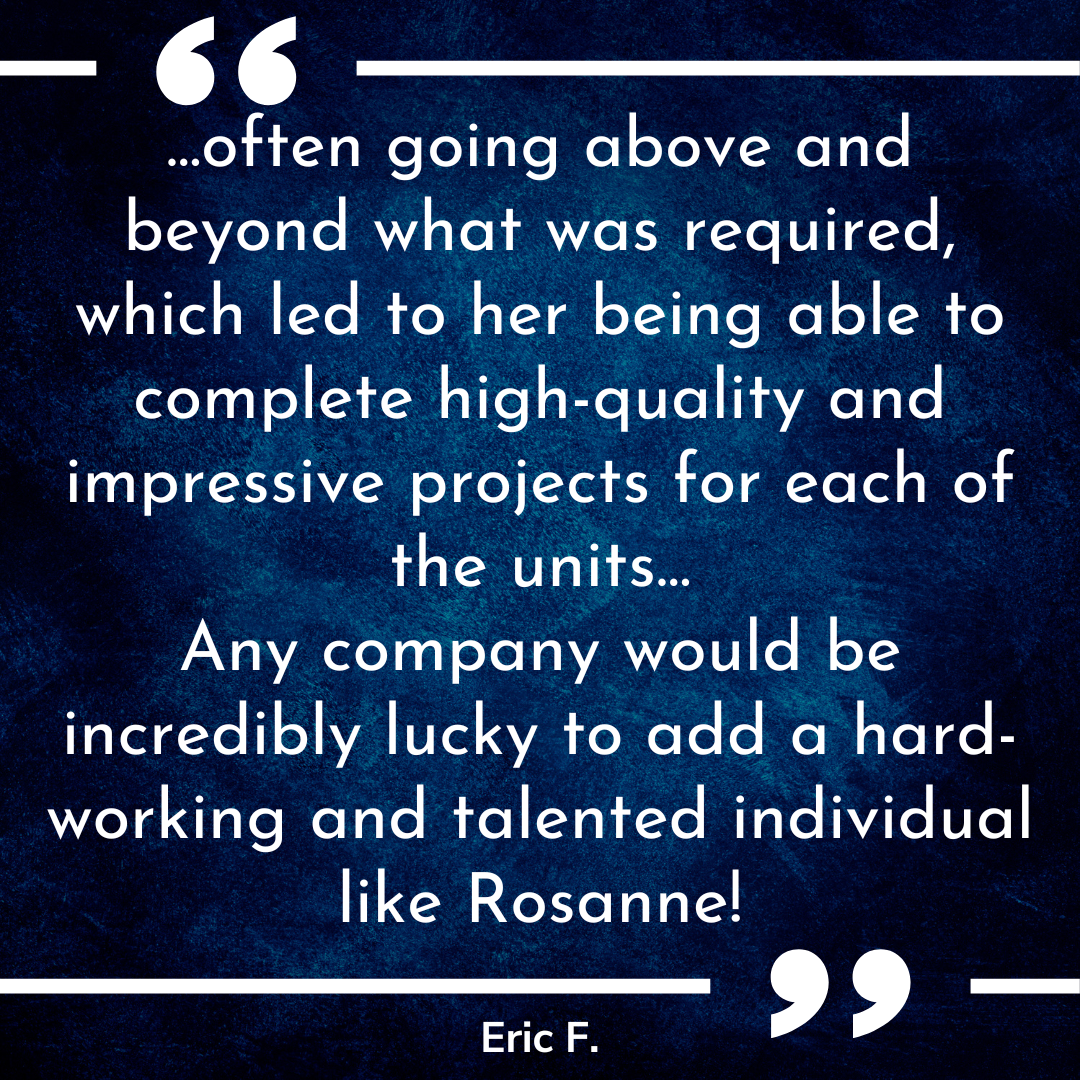 “
...often going above and
beyond what was required,
which led to her being able to
complete high-quality and
impressive projects for each of
the units...
Any company would be
incredibly lucky to add a hard-
working and talented individual
like Rosanne!
”
Eric F.